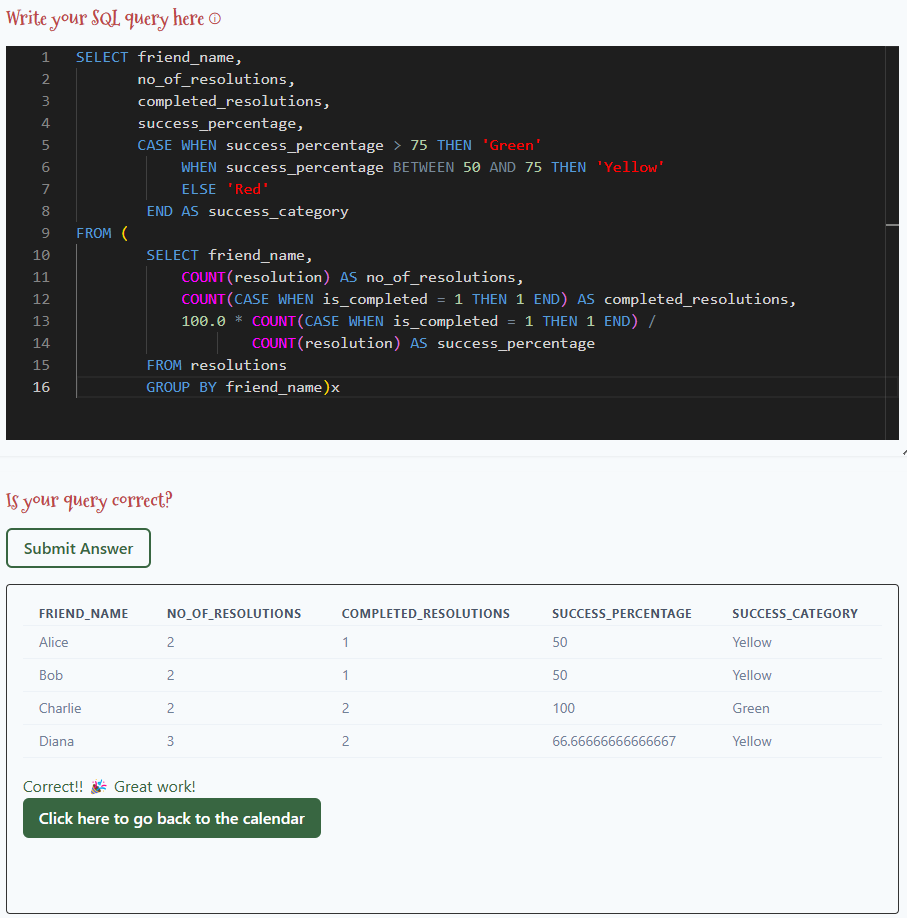 Write your SQL query here ⓘ
1 SELECT friend_name,
2 no_of_resolutions,
3 completed_resolutions,
4 success_percentage,
5 CASE WHEN success_percentage > 75 THEN 'Green'
6 WHEN success_percentage BETWEEN 50 AND 75 THEN 'Yellow'
7 ELSE 'Red'
8 END AS success_category
9 FROM (
10 SELECT friend_name,
11 COUNT(resolution) AS no_of_resolutions,
12 COUNT(CASE WHEN is_completed = 1 THEN 1 END) AS completed_resolutions,
13 100.0 * COUNT(CASE WHEN is_completed = 1 THEN 1 END) /
14 COUNT(resolution) AS success_percentage
15 FROM resolutions
16 GROUP BY friend_name)x
Is your query correct?
Submit Answer
FRIEND_NAME NO_OF_RESOLUTIONS COMPLETED_RESOLUTIONS SUCCESS_PERCENTAGE SUCCESS_CATEGORY
Alice 2 1 50 Yellow
Bob 2 1 50 Yellow
Charlie 2 2 100 Green
Diana 3 2 66.66666666666667 Yellow
Correct!! 🎉 Great work!
Click here to go back to the calendar